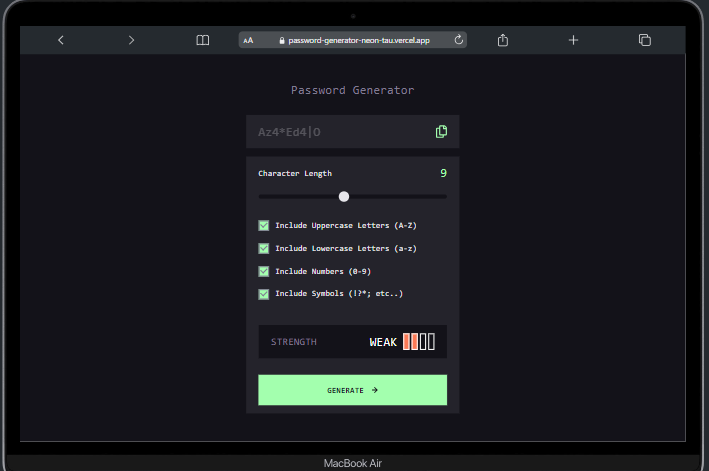 AA password-generator-neon-tau.vercel.app
Password Generator
Az4*Ed4|O
Character Length 9
Include Uppercase Letters (A-Z)
Include Lowercase Letters (a-z)
Include Numbers (0-9)
Include Symbols (!?*; etc..)
STRENGTH WEAK
GENERATE →
MacBook Air